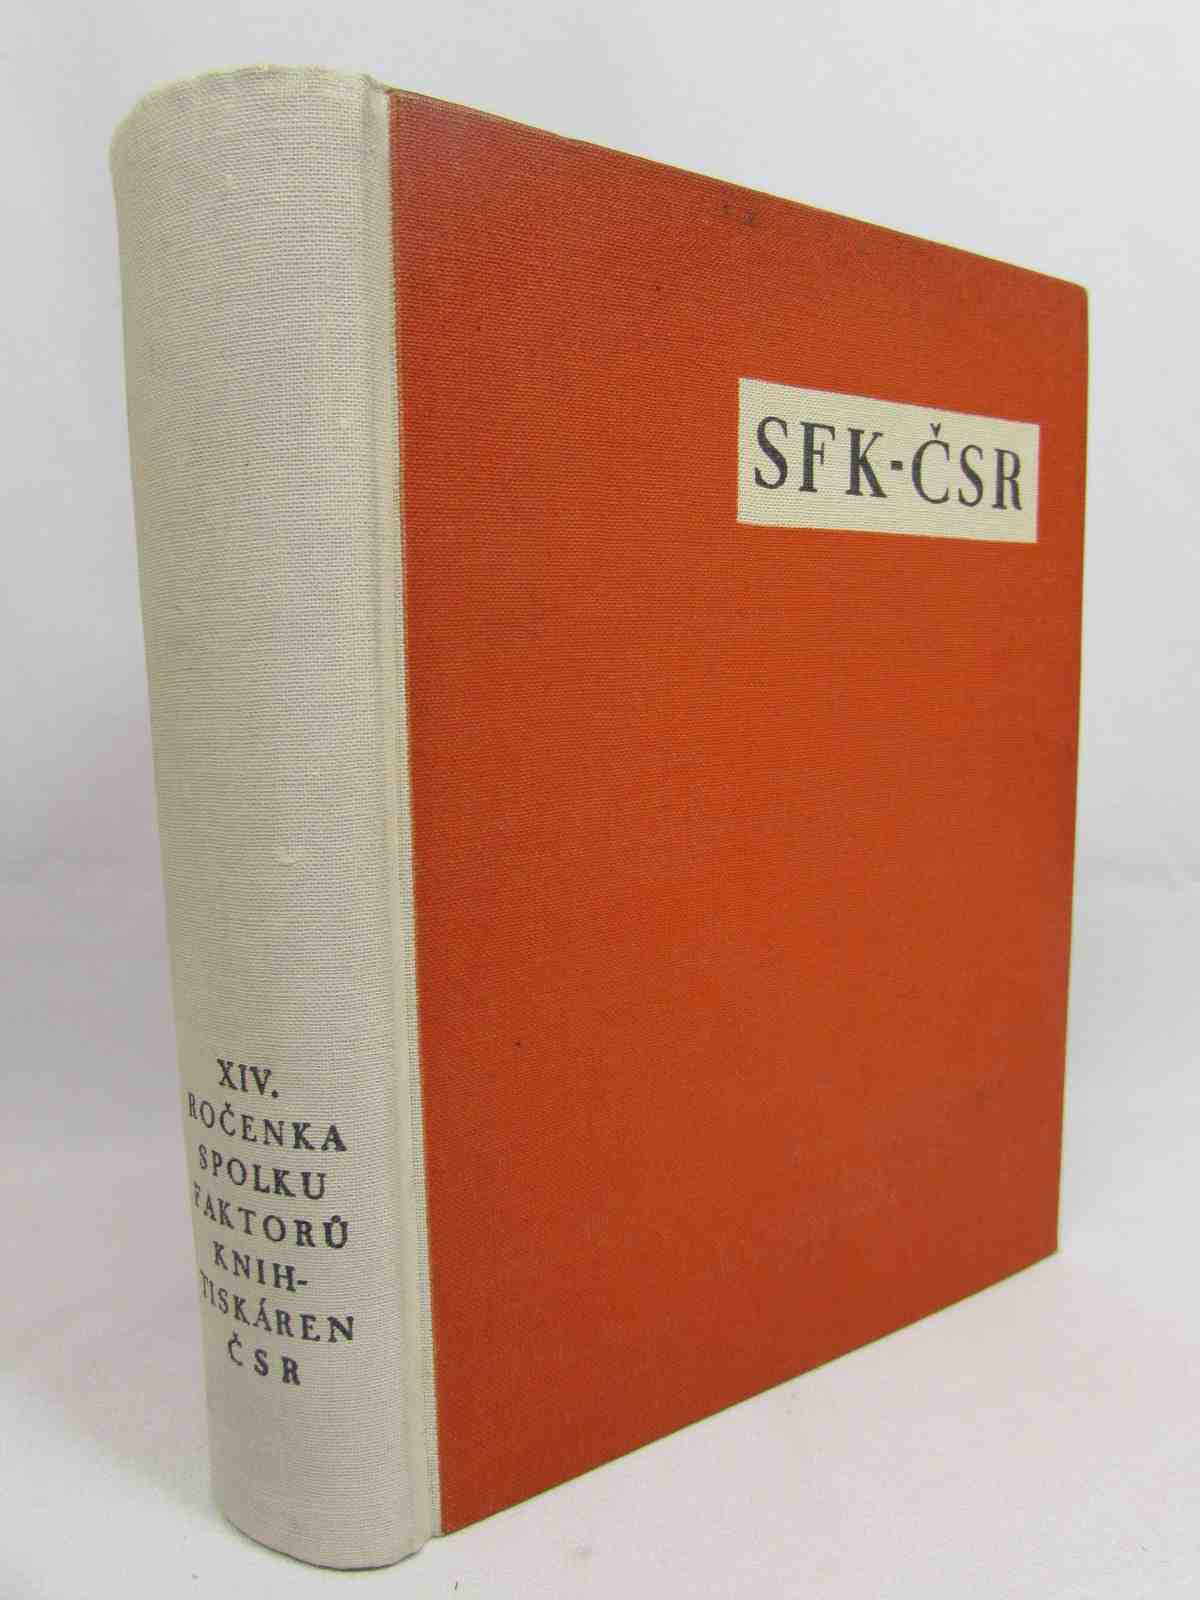 SFK-ČSR
XIV.
ROČENKA
SPOLKU
FAKTORŮ
KNIH-
TISKÁREN
ČSR